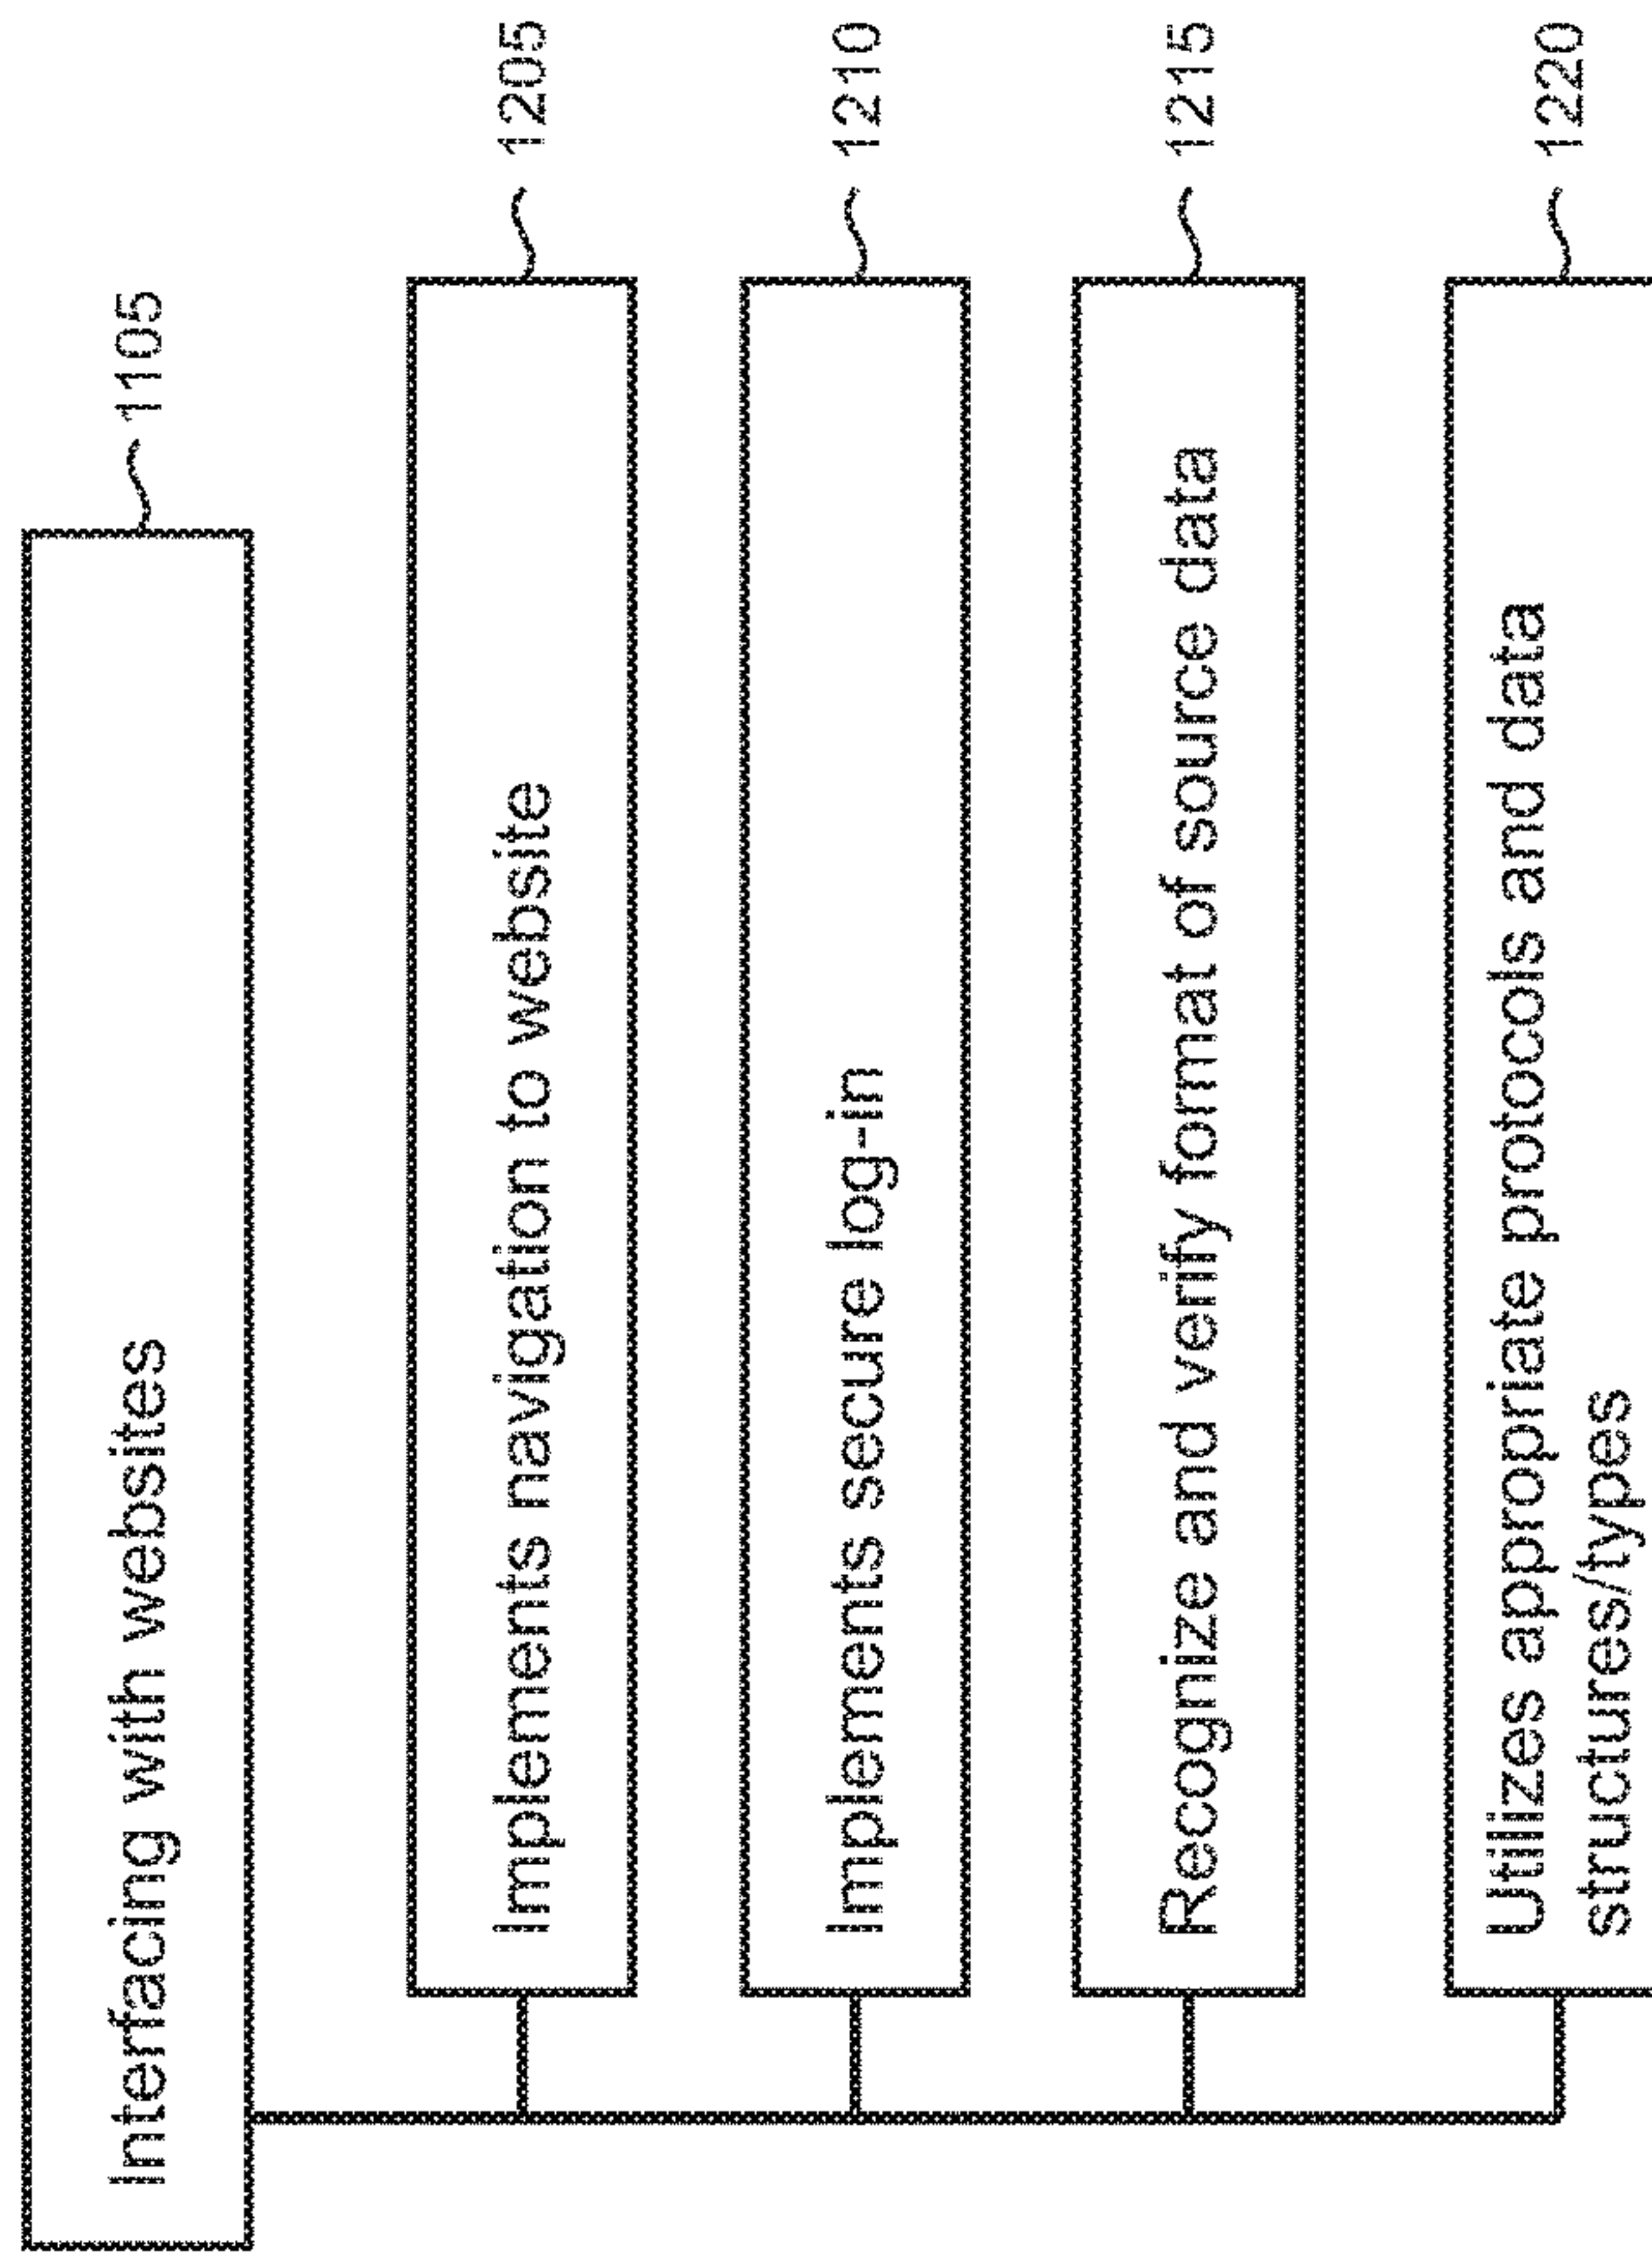 Interfacing with websites
1105
Implements navigation to website
1205
Implements secure log-in
1210
Recognize and verify format of source data
1215
Utilizes appropriate protocols and data
structures/types
1220